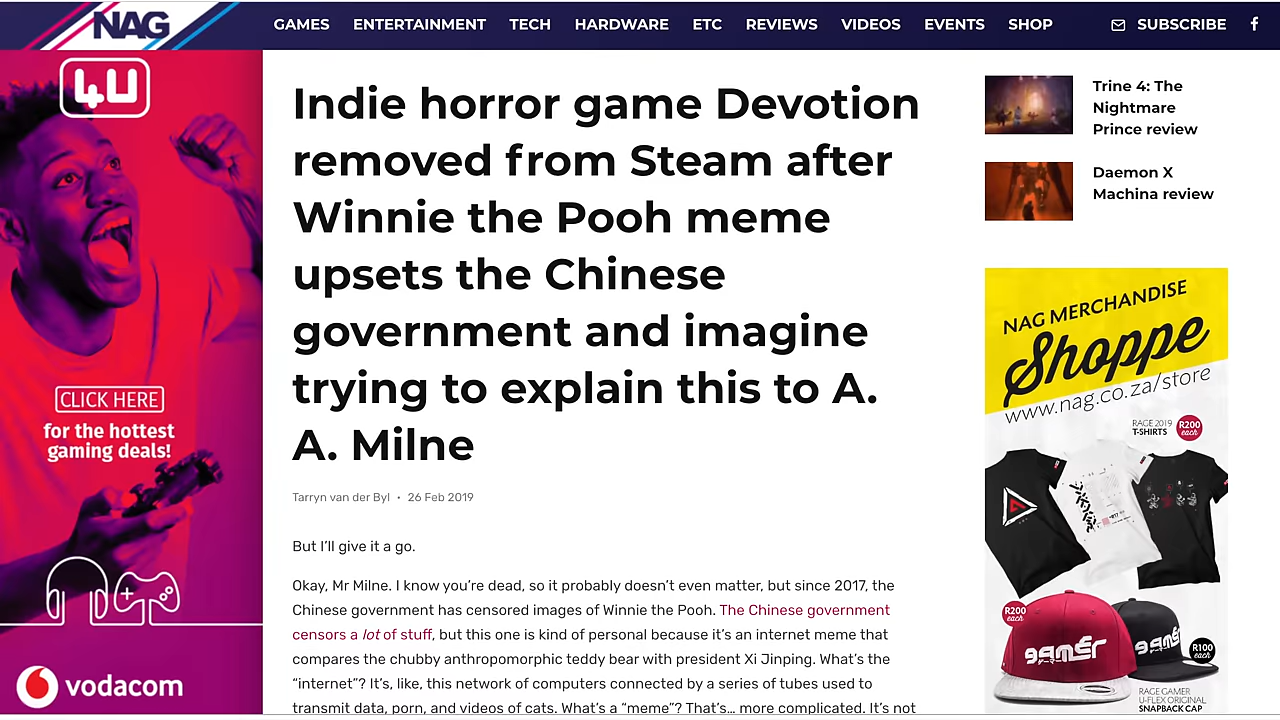 NAG
GAMES
ENTERTAINMENT
TECH
HARDWARE
ETC
REVIEWS
VIDEOS
EVENTS
SHOP
SUBSCRIBE
4U
CLICK HERE
for the hottest
gaming deals!
vodacom
Indie horror game Devotion
removed from Steam after
Winnie the Pooh meme
upsets the Chinese
government and imagine
trying to explain this to A.
A. Milne
Tarryn van der Byl • 26 Feb 2019
But I’ll give it a go.
Okay, Mr Milne. I know you’re dead, so it probably doesn’t even matter, but since 2017, the
Chinese government has censored images of Winnie the Pooh. The Chinese government
censors a lot of stuff, but this one is kind of personal because it’s an internet meme that
compares the chubby anthropomorphic teddy bear with president Xi Jinping. What’s the
“internet”? It’s, like, this network of computers connected by a series of tubes used to
transmit data, porn, and videos of cats. What’s a “meme”? That’s… more complicated. It’s not
Trine 4: The
Nightmare
Prince review
Daemon X
Machina review
NAG MERCHANDISE
Shoppe
www.nag.co.za/store
RAGE 2019
T-SHIRTS
R200
each
R200
each
gamer
R100
each
RAGE GAMER
U-FLEX ORIGINAL
SNAPBACK CAP